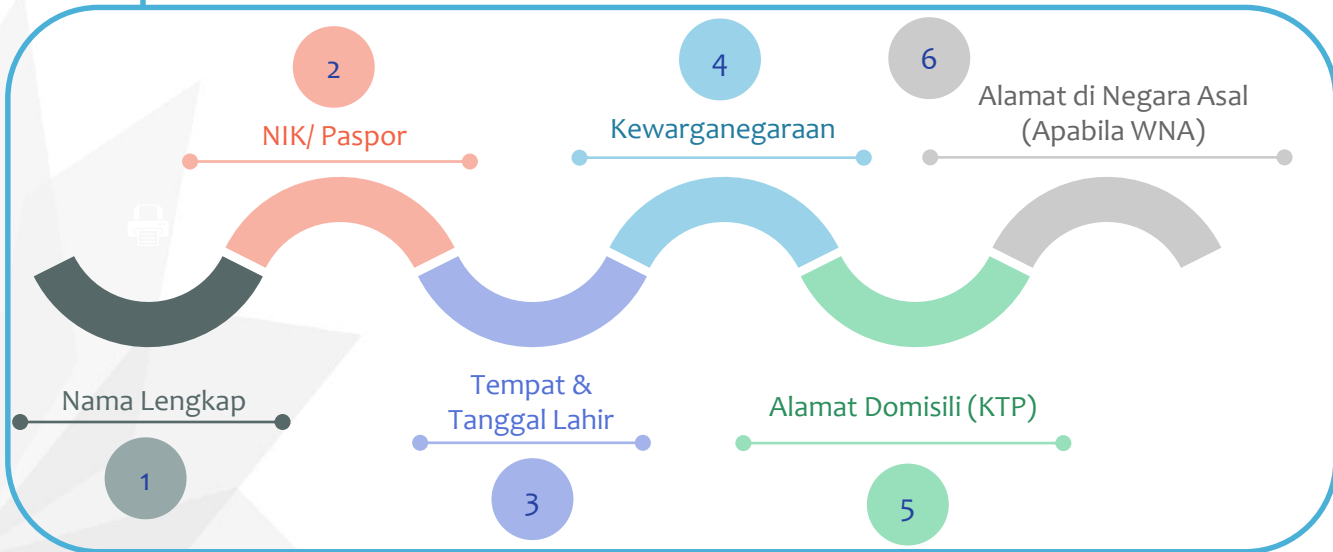 2
NIK/ Paspor
4
Kewarganegaraan
6
Alamat di Negara Asal
(Apabila WNA)
Nama Lengkap
1
Tempat &
Tanggal Lahir
3
Alamat Domisili (KTP)
5